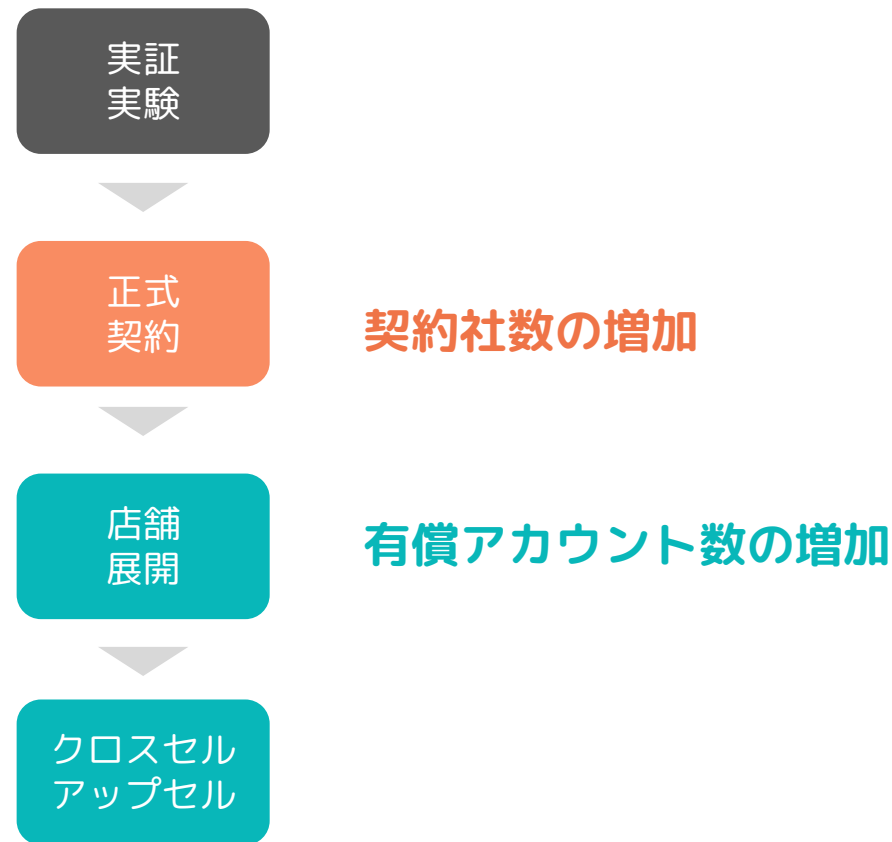 実証
実験
正式
契約
契約社数の増加
店舗
展開
有償アカウント数の増加
クロスセル
アップセル